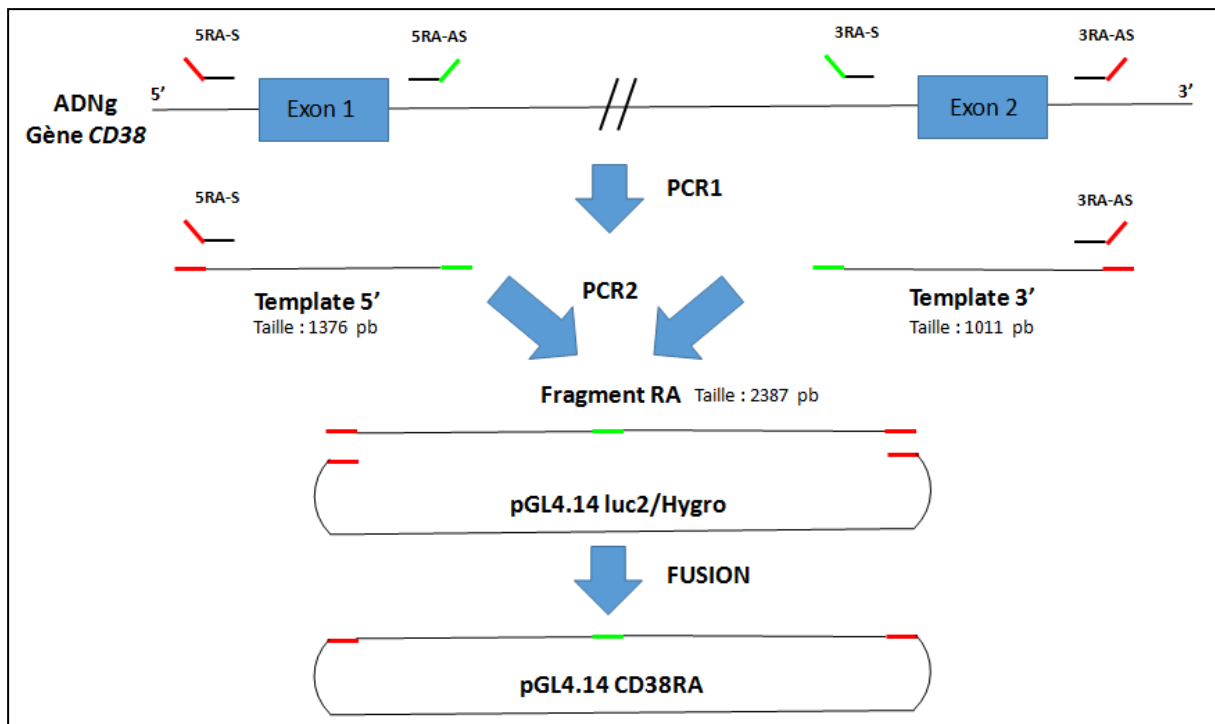 5RA-S
5RA-AS
3RA-S
3RA-AS
ADNg
Gène CD38
5’
Exon 1
Exon 2
3’
PCR1
5RA-S
3RA-AS
PCR2
Template 5’
Taille : 1376 pb
Template 3’
Taille : 1011 pb
Fragment RA Taille : 2387 pb
pGL4.14 luc2/Hygro
FUSION
pGL4.14 CD38RA